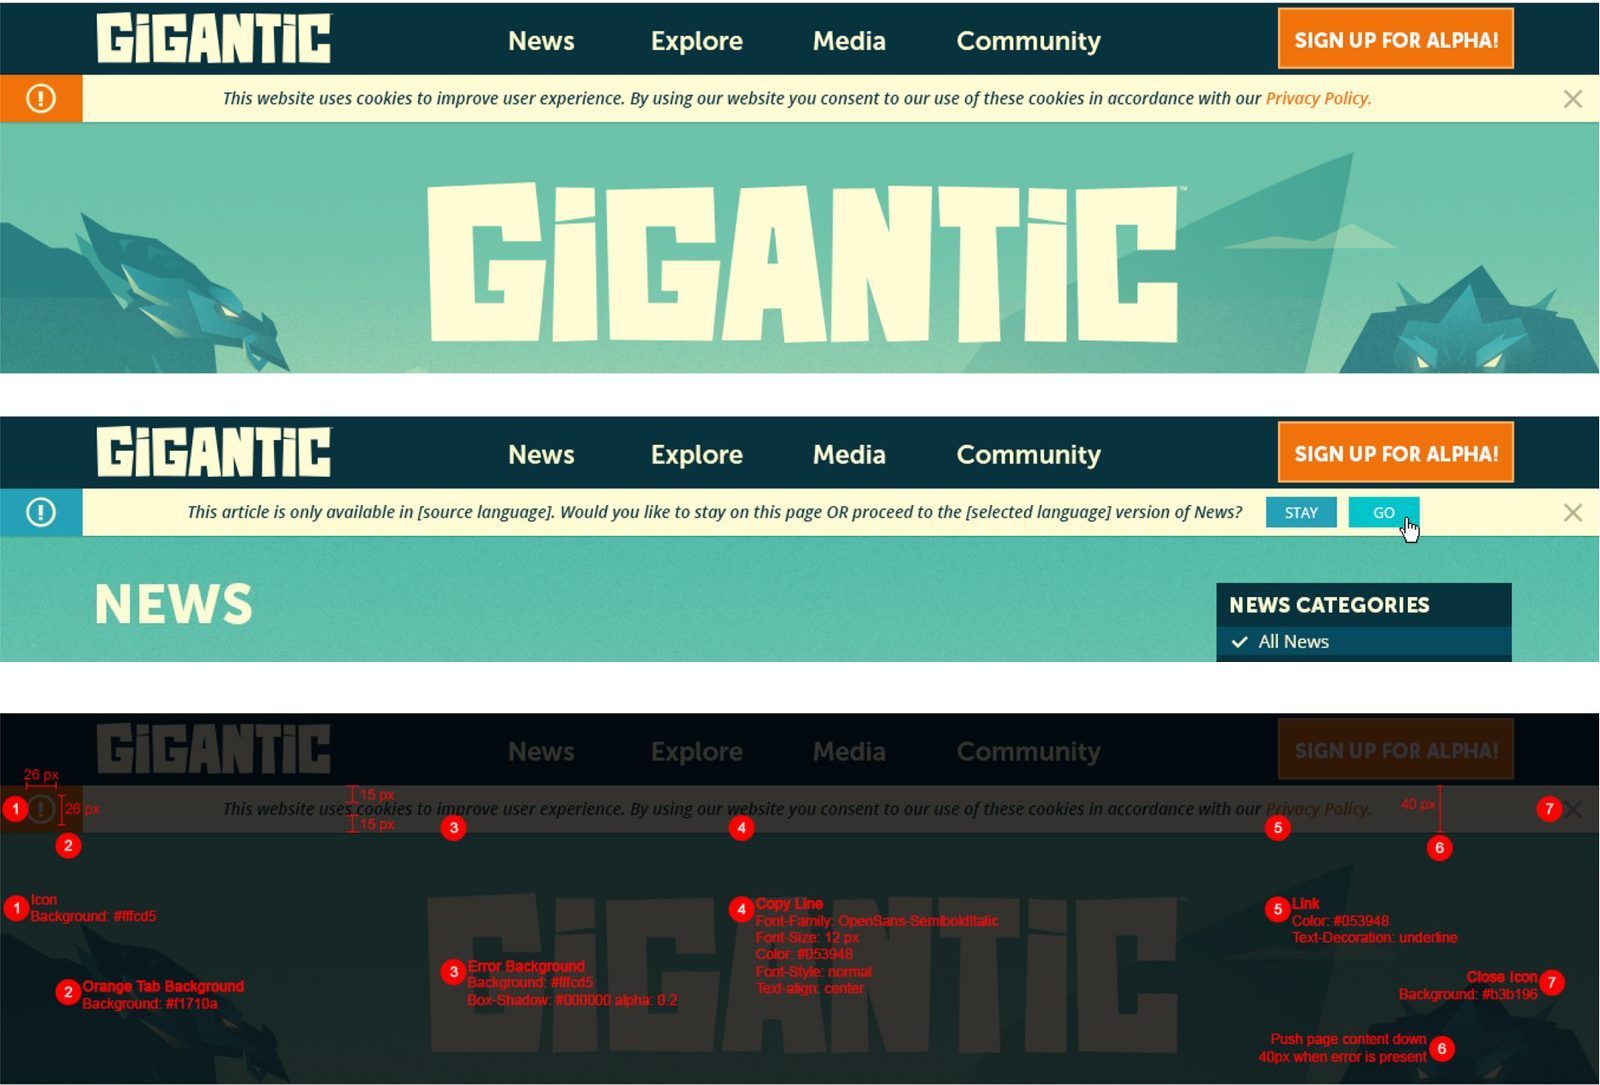 GiGANTiC
News
Explore
Media
Community
SIGN UP FOR ALPHA!
This website uses cookies to improve user experience. By using our website you consent to our use of these cookies in accordance with our Privacy Policy.
GiGANTiC™
GiGANTiC
News
Explore
Media
Community
SIGN UP FOR ALPHA!
This article is only available in [source language]. Would you like to stay on this page OR proceed to the [selected language] version of News?
STAY
GO
NEWS
NEWS CATEGORIES
All News
GiGANTiC
News
Explore
Media
Community
SIGN UP FOR ALPHA!
26 px
1
26 px
15 px
This website uses cookies to improve user experience. By using our website you consent to our use of these cookies in accordance with our Privacy Policy.
15 px
40 px
7
2
3
4
5
6
GiGANTiC
1
Icon
Background: #fffcd5
2
Orange Tab Background
Background: #f1710a
3
Error Background
Background: #fffcd5
Box-Shadow: #000000 alpha: 0.2
4
Copy Line
Font-Family: OpenSans-SemiboldItalic
Font-Size: 12 px
Color: #053948
Font-Style: normal
Text-align: center
5
Link
Color: #053948
Text-Decoration: underline
Close Icon
7
Background: #b3b196
Push page content down
6
40px when error is present